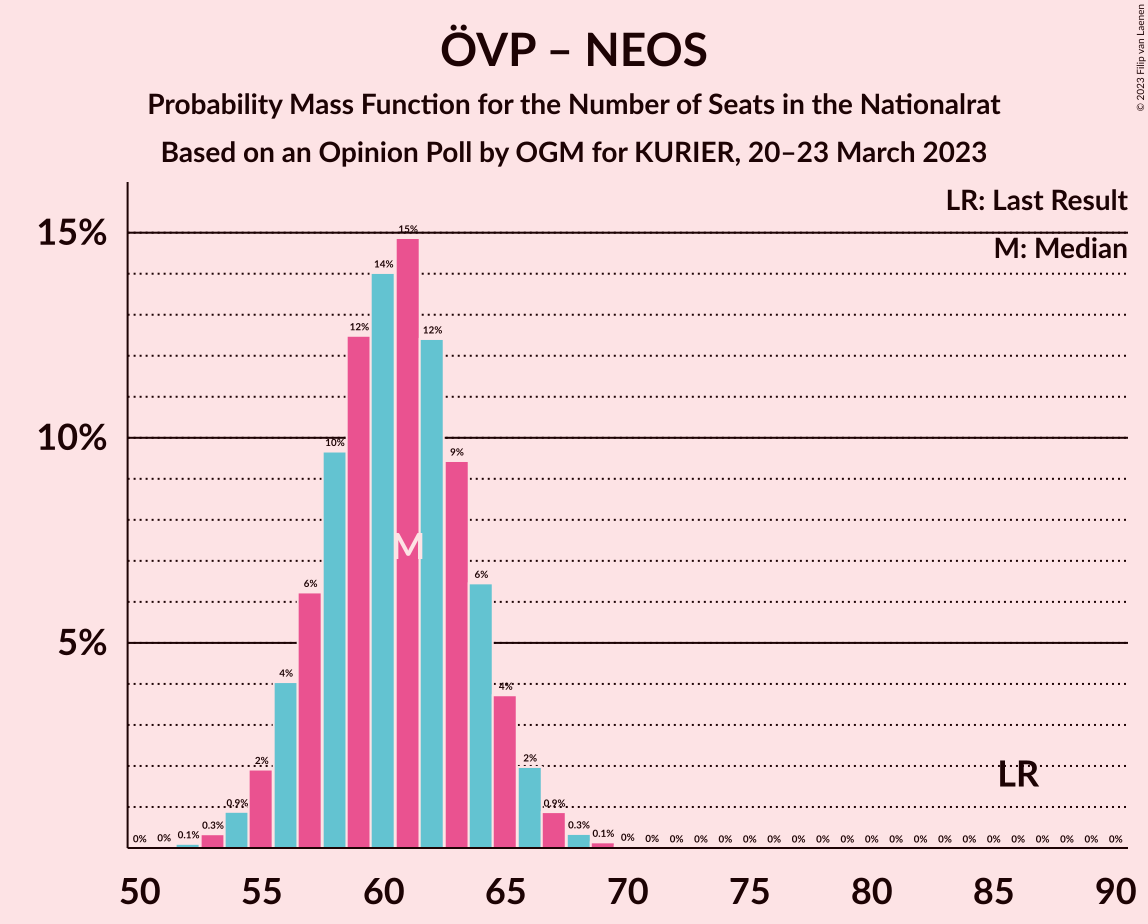 ÖVP – NEOS
Probability Mass Function for the Number of Seats in the Nationalrat
Based on an Opinion Poll by OGM for KURIER, 20–23 March 2023
© 2023 Filip van Laenen
LR: Last Result
M: Median
15%
10%
5%
0% 0% 0.1% 0.3% 0.9% 2% 4% 6% 10% 12% 14% 15% 12% 9% 6% 4% 2% 0.9% 0.3% 0.1% 0% 0% 0% 0% 0% 0% 0% 0% 0% 0% 0% 0% 0% 0% 0% 0% 0% 0% 0% 0% 0%
M
LR
50 55 60 65 70 75 80 85 90